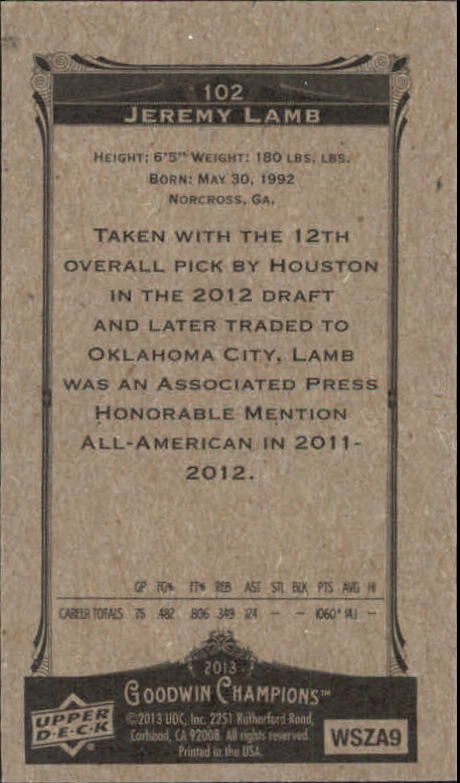 102
JEREMY LAMB
HEIGHT: 6'5" WEIGHT: 180 LBS. LBS.
BORN: MAY 30, 1992
NORCROSS, GA.
TAKEN WITH THE 12TH
OVERALL PICK BY HOUSTON
IN THE 2012 DRAFT
AND LATER TRADED TO
OKLAHOMA CITY, LAMB
WAS AN ASSOCIATED PRESS
HONORABLE MENTION
ALL-AMERICAN IN 2011-
2012.
GP FG% FT% REB AST STL BLK PTS AVG HI
CAREER TOTALS 75 .482 .806 349 124 – – 1060* 14.1 –
2013
GOODWIN CHAMPIONS™
©2013 UDC, Inc. 2251 Rutherford Road,
Carlsbad, CA 92008. All rights reserved.
Printed in the USA.
UPPER
D·E·C·K®
WSZA9